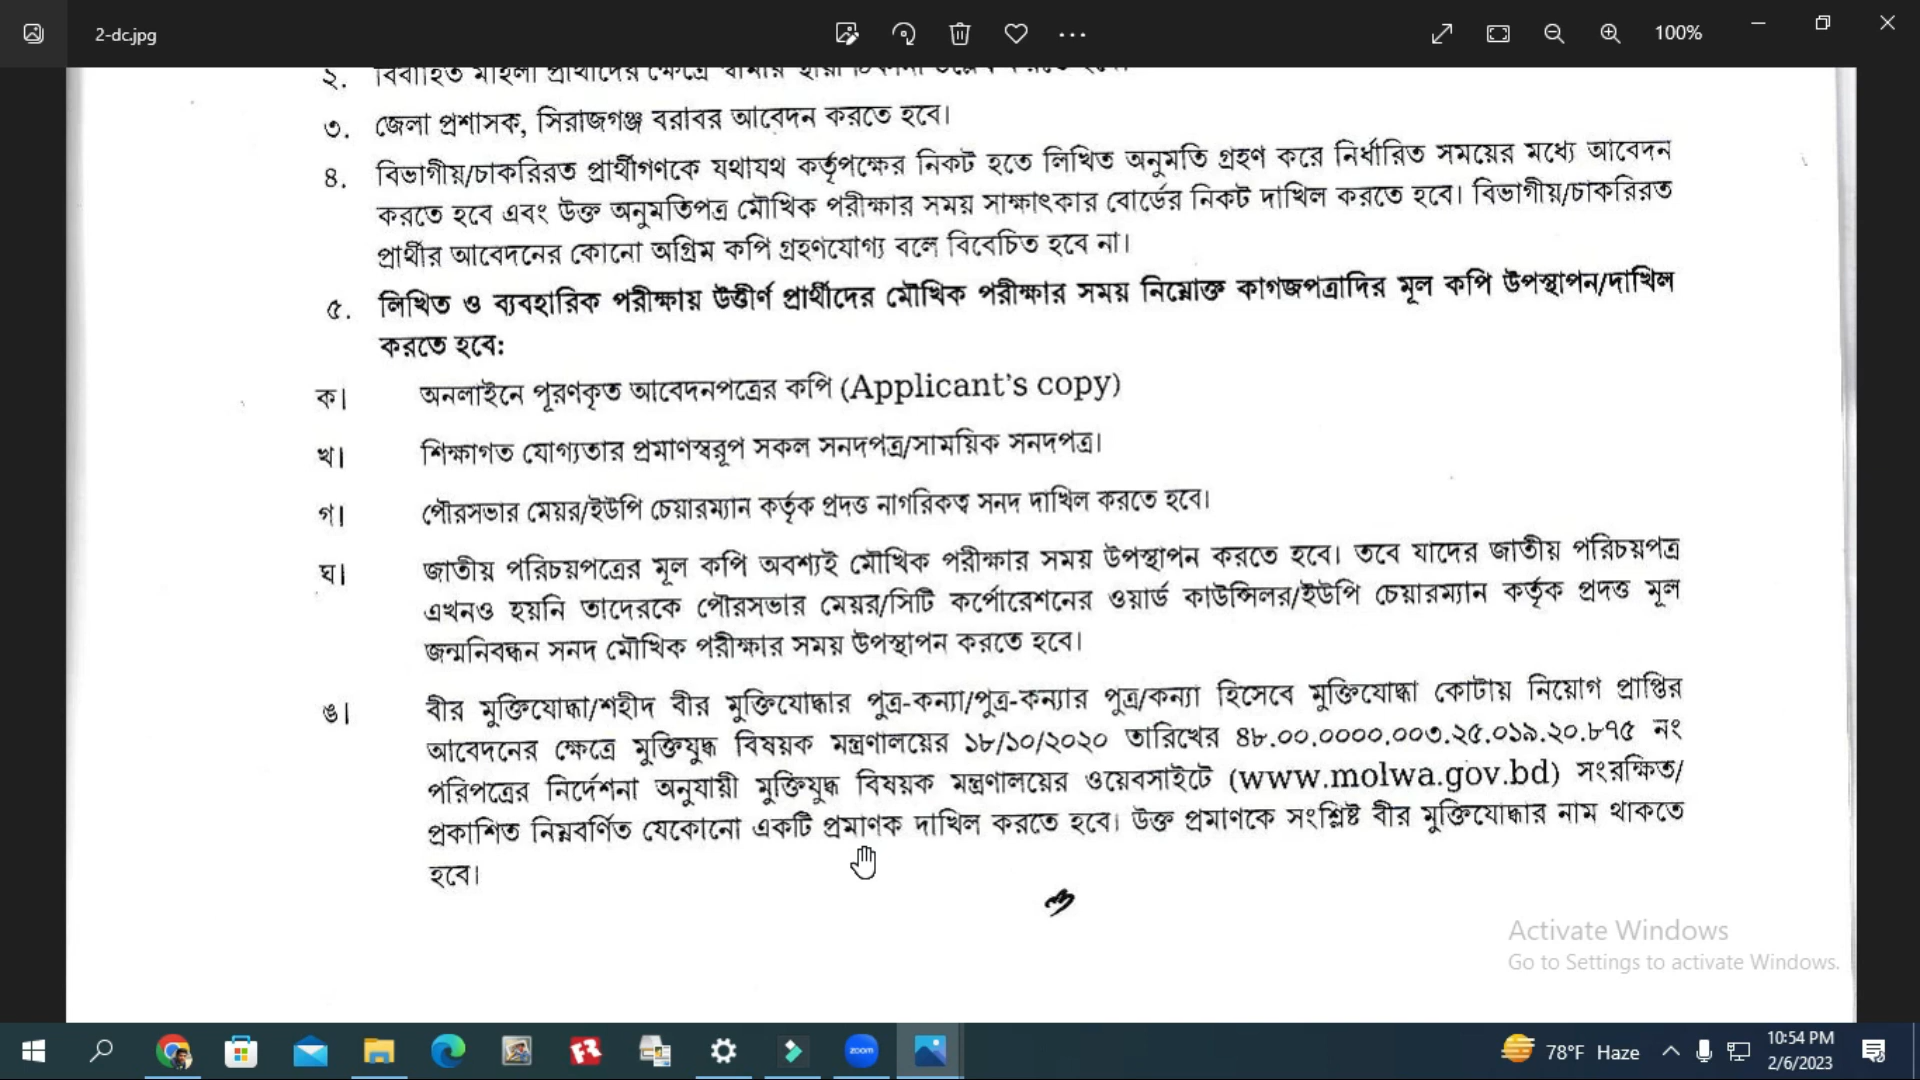 2-dc.jpg
100%
২. বিবাহিত মহিলা প্রার্থীদের ক্ষেত্রে স্বামীর স্থায়ী ঠিকানা উল্লেখ করতে হবে।
৩. জেলা প্রশাসক, সিরাজগঞ্জ বরাবর আবেদন করতে হবে।
৪. বিভাগীয়/চাকরিরত প্রার্থীগণকে যথাযথ কর্তৃপক্ষের নিকট হতে লিখিত অনুমতি গ্রহণ করে নির্ধারিত সময়ের মধ্যে আবেদন
করতে হবে এবং উক্ত অনুমতিপত্র মৌখিক পরীক্ষার সময় সাক্ষাৎকার বোর্ডের নিকট দাখিল করতে হবে। বিভাগীয়/চাকরিরত
প্রার্থীর আবেদনের কোনো অগ্রিম কপি গ্রহণযোগ্য বলে বিবেচিত হবে না।
৫. লিখিত ও ব্যবহারিক পরীক্ষায় উত্তীর্ণ প্রার্থীদের মৌখিক পরীক্ষার সময় নিম্নোক্ত কাগজপত্রাদির মূল কপি উপস্থাপন/দাখিল
করতে হবে:
ক। অনলাইনে পূরণকৃত আবেদনপত্রের কপি (Applicant's copy)
খ। শিক্ষাগত যোগ্যতার প্রমাণস্বরূপ সকল সনদপত্র/সাময়িক সনদপত্র।
গ। পৌরসভার মেয়র/ইউপি চেয়ারম্যান কর্তৃক প্রদত্ত নাগরিকত্ব সনদ দাখিল করতে হবে।
ঘ। জাতীয় পরিচয়পত্রের মূল কপি অবশ্যই মৌখিক পরীক্ষার সময় উপস্থাপন করতে হবে। তবে যাদের জাতীয় পরিচয়পত্র
এখনও হয়নি তাদেরকে পৌরসভার মেয়র/সিটি কর্পোরেশনের ওয়ার্ড কাউন্সিলর/ইউপি চেয়ারম্যান কর্তৃক প্রদত্ত মূল
জন্মনিবন্ধন সনদ মৌখিক পরীক্ষার সময় উপস্থাপন করতে হবে।
ঙ। বীর মুক্তিযোদ্ধা/শহীদ বীর মুক্তিযোদ্ধার পুত্র-কন্যা/পুত্র-কন্যার পুত্র/কন্যা হিসেবে মুক্তিযোদ্ধা কোটায় নিয়োগ প্রাপ্তির
আবেদনের ক্ষেত্রে মুক্তিযুদ্ধ বিষয়ক মন্ত্রণালয়ের ১৮/১০/২০২০ তারিখের ৪৮.০০.০০০০.০০৩.২৫.০১৯.২০.৮৭৫ নং
পরিপত্রের নির্দেশনা অনুযায়ী মুক্তিযুদ্ধ বিষয়ক মন্ত্রণালয়ের ওয়েবসাইটে (www.molwa.gov.bd) সংরক্ষিত/
প্রকাশিত নিম্নবর্ণিত যেকোনো একটি প্রমাণক দাখিল করতে হবে। উক্ত প্রমাণকে সংশ্লিষ্ট বীর মুক্তিযোদ্ধার নাম থাকতে
হবে।
Activate Windows
Go to Settings to activate Windows.
zoom
78°F Haze
10:54 PM
2/6/2023